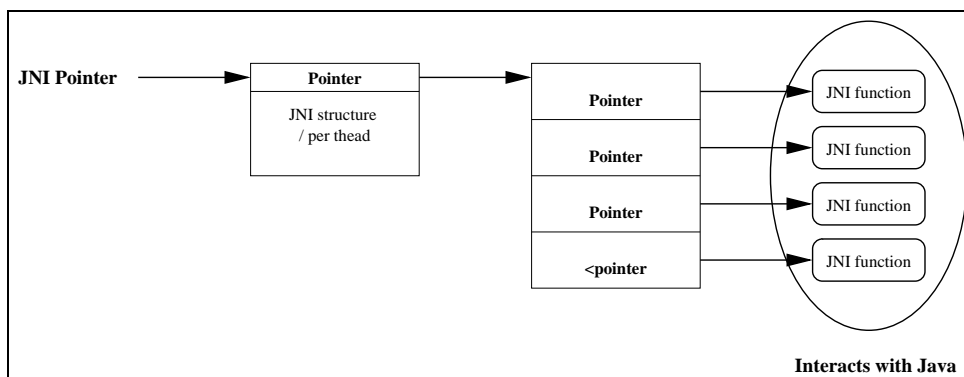 JNI Pointer
Pointer
JNI structure
/ per thead
Pointer
Pointer
Pointer
<pointer
JNI function
JNI function
JNI function
JNI function
Interacts with Java